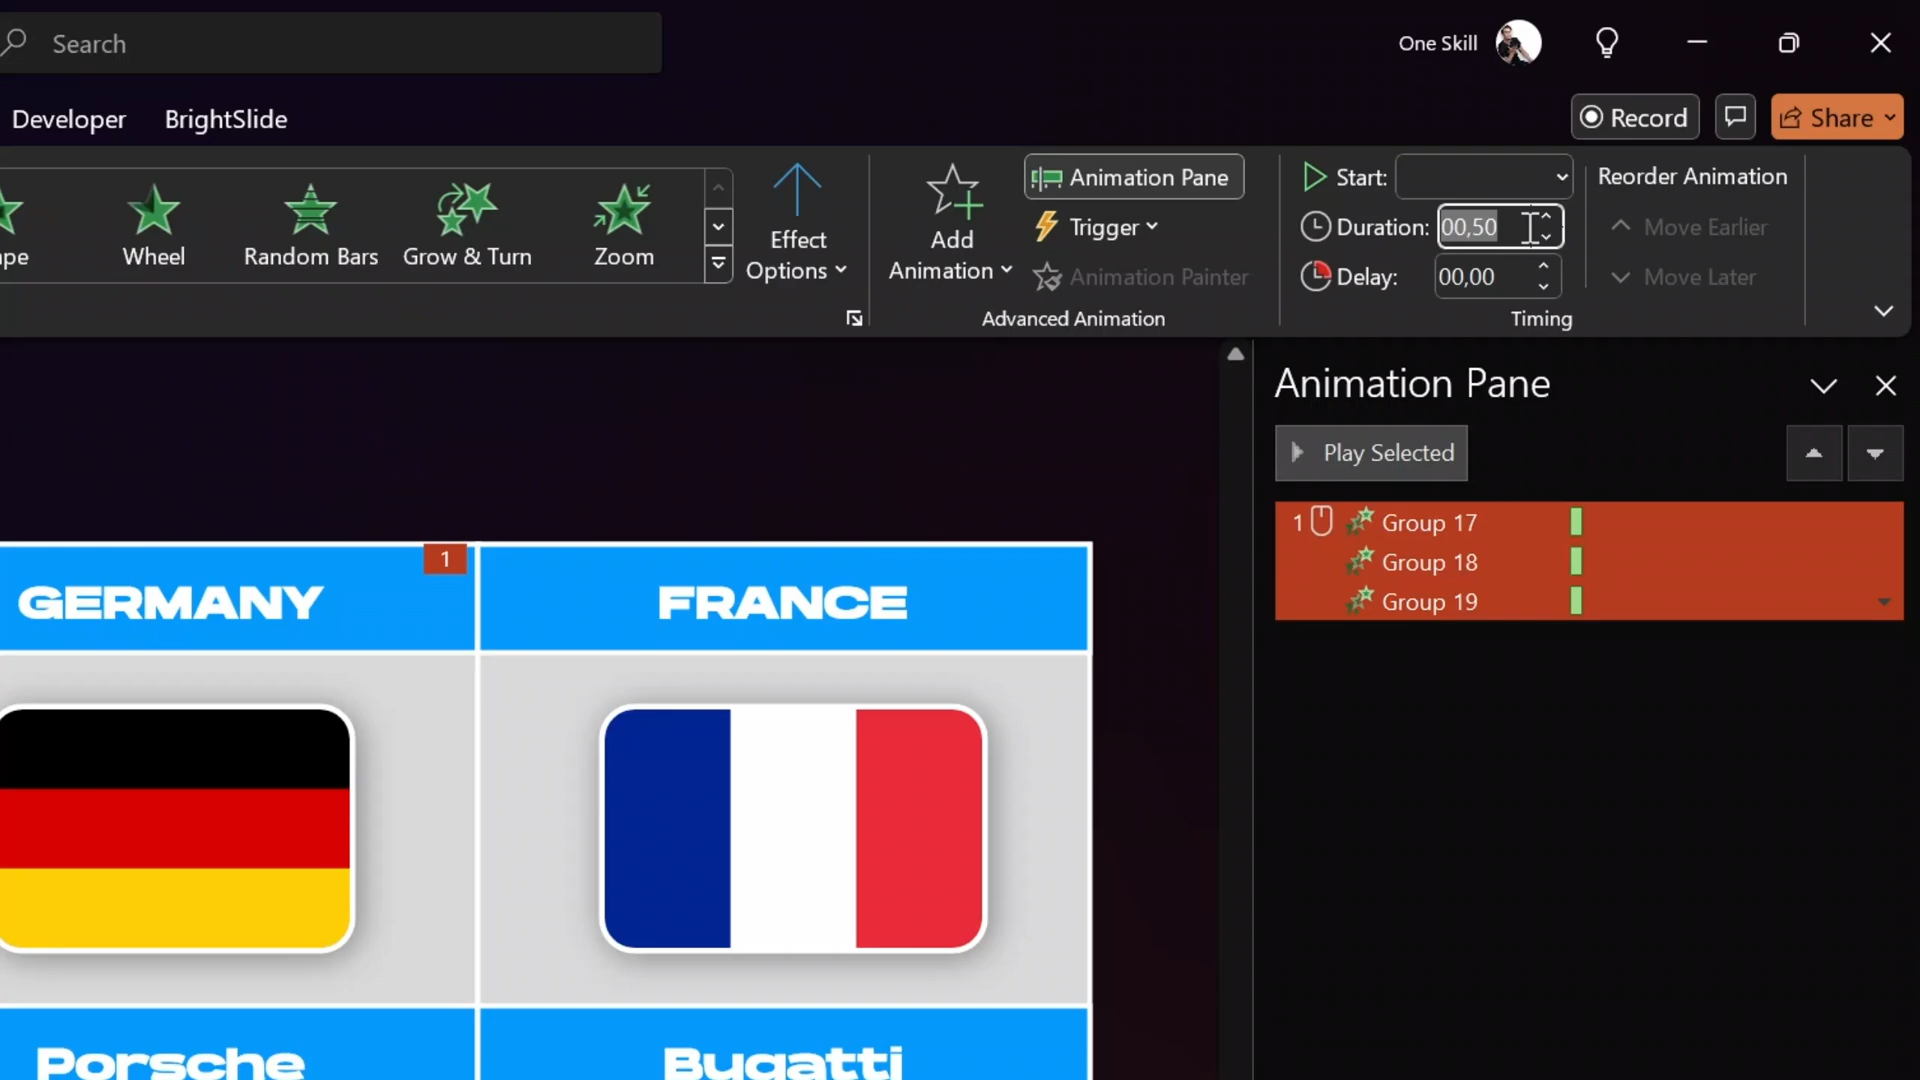 Search
One Skill
Developer
BrightSlide
Record
Share
ape
Wheel
Random Bars
Grow & Turn
Zoom
Effect
Options
Add
Animation
Animation Pane
Trigger
Animation Painter
Advanced Animation
Start:
Duration: 00,50
Delay: 00,00
Timing
Reorder Animation
Move Earlier
Move Later
Animation Pane
Play Selected
1 Group 17
Group 18
Group 19
1
GERMANY
FRANCE
Porsche
Bugatti